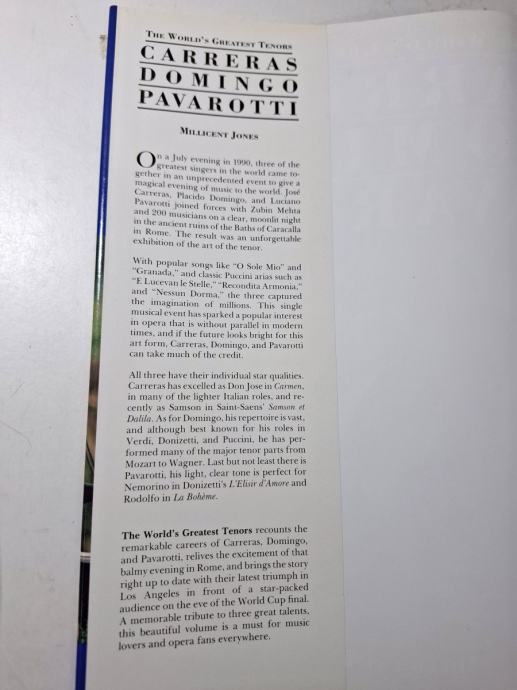 THE WORLD'S GREATEST TENORS
CARRERAS
DOMINGO
PAVAROTTI
MILLICENT JONES
On a July evening in 1990, three of the
greatest singers in the world came to-
gether in an unprecedented event to give a
magical evening of music to the world. José
Carreras, Placido Domingo, and Luciano
Pavarotti joined forces with Zubin Mehta
and 200 musicians on a clear, moonlit night
in the ancient ruins of the Baths of Caracalla
in Rome. The result was an unforgettable
exhibition of the art of the tenor.
With popular songs like "O Sole Mio" and
"Granada," and classic Puccini arias such as
"E Lucevan le Stelle," "Recondita Armonia,"
and "Nessun Dorma," the three captured
the imagination of millions. This single
musical event has sparked a popular interest
in opera that is without parallel in modern
times, and if the future looks bright for this
art form, Carreras, Domingo, and Pavarotti
can take much of the credit.
All three have their individual star qualities.
Carreras has excelled as Don Jose in Carmen,
in many of the lighter Italian roles, and re-
cently as Samson in Saint-Saens' Samson et
Dalila. As for Domingo, his repertoire is vast,
and although best known for his roles in
Verdi, Donizetti, and Puccini, he has per-
formed many of the major tenor parts from
Mozart to Wagner. Last but not least there is
Pavarotti, his light, clear tone is perfect for
Nemorino in Donizetti's L'Elisir d'Amore and
Rodolfo in La Bohème.
The World's Greatest Tenors recounts the
remarkable careers of Carreras, Domingo,
and Pavarotti, relives the excitement of that
balmy evening in Rome, and brings the story
right up to date with their latest triumph in
Los Angeles in front of a star-packed
audience on the eve of the World Cup final.
A memorable tribute to three great talents,
this beautiful volume is a must for music
lovers and opera fans everywhere.